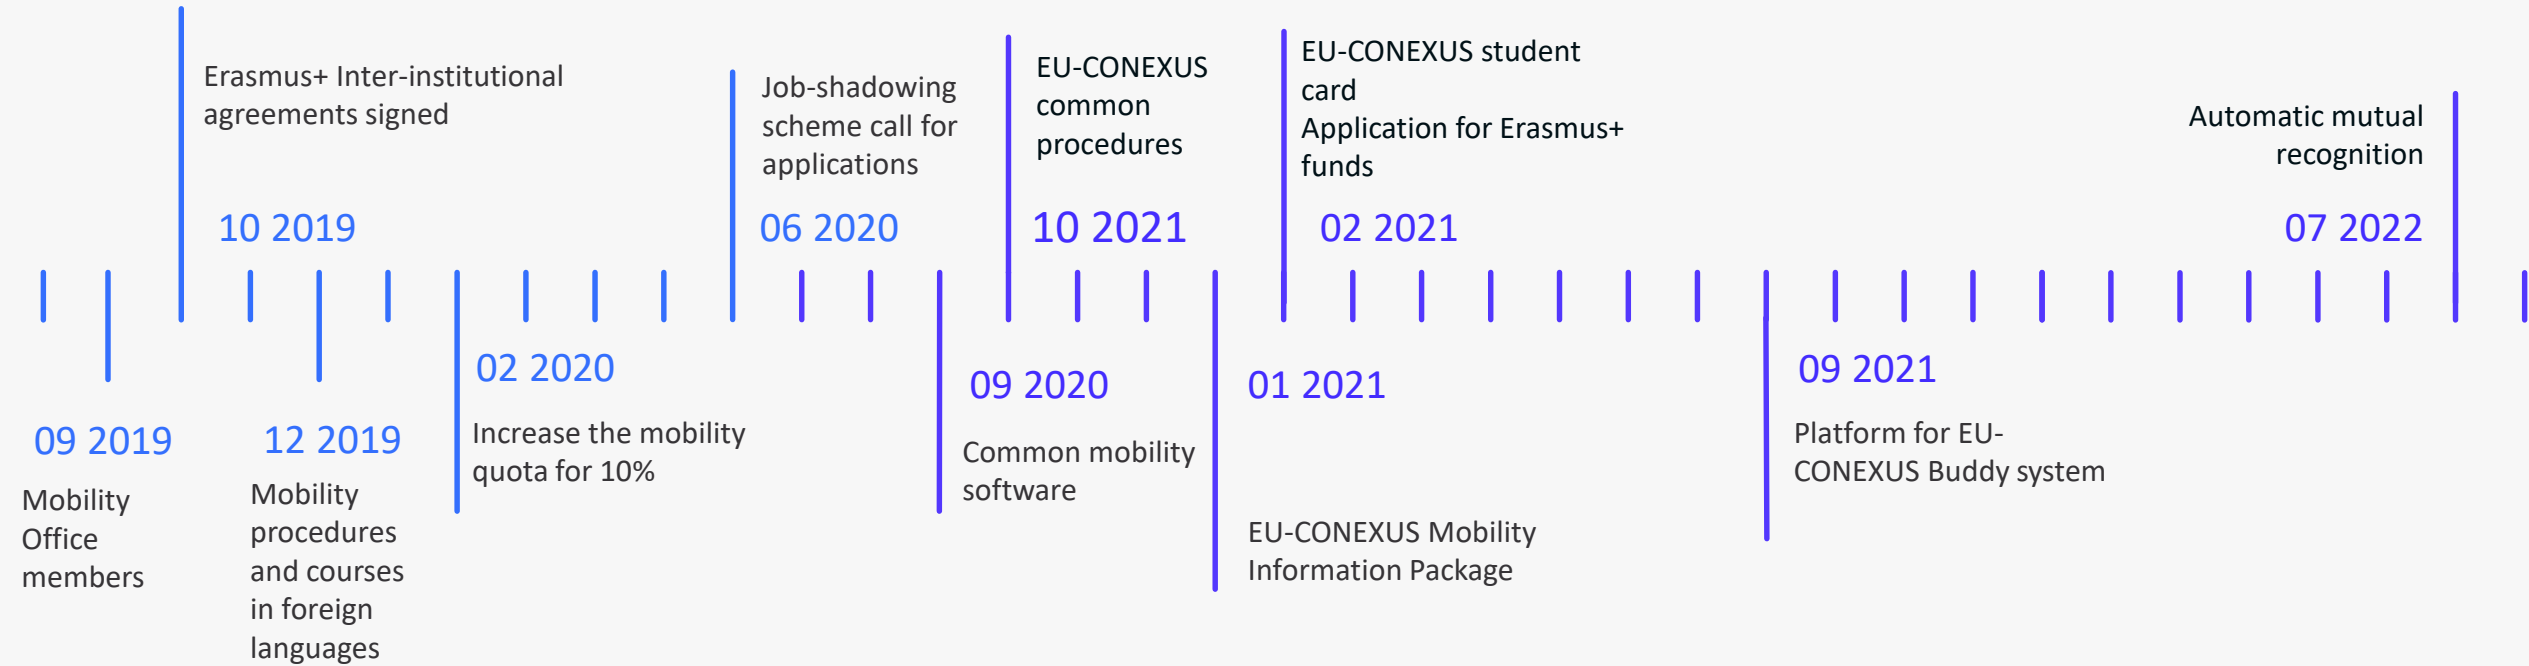 Erasmus+ Inter-institutional
agreements signed
10 2019
Job-shadowing
scheme call for
applications
06 2020
EU-CONEXUS
common
procedures
10 2021
EU-CONEXUS student
card
Application for Erasmus+
funds
02 2021
Automatic mutual
recognition
07 2022
09 2019
Mobility
Office
members
12 2019
Mobility
procedures
and courses
in foreign
languages
02 2020
Increase the mobility
quota for 10%
09 2020
Common mobility
software
01 2021
EU-CONEXUS Mobility
Information Package
09 2021
Platform for EU-
CONEXUS Buddy system